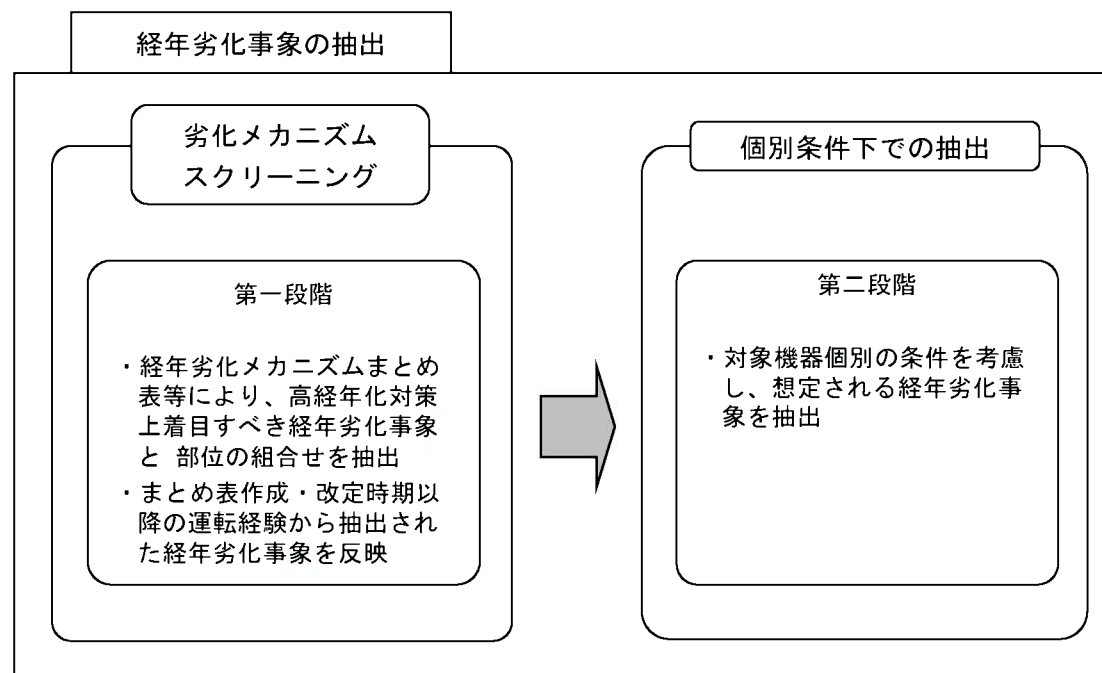 経年劣化事象の抽出
劣化メカニズム
スクリーニング
第一段階
・経年劣化メカニズムまとめ
表等により、高経年化対策
上着目すべき経年劣化事象
と 部位の組合せを抽出
・まとめ表作成・改定時期以
降の運転経験から抽出され
た経年劣化事象を反映
個別条件下での抽出
第二段階
・対象機器個別の条件を考慮
し、想定される経年劣化事
象を抽出